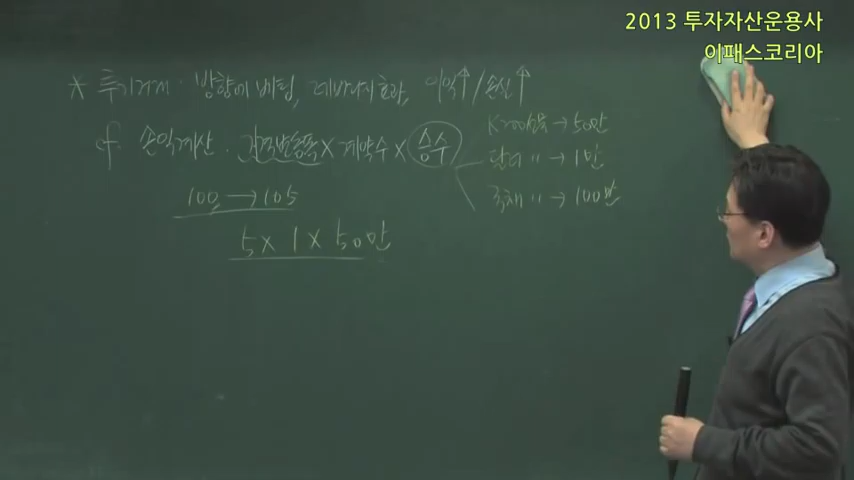 2013 투자자산운용사
이패스코리아
* 투기거래 · 방향에 베팅, 레버리지효과, 이익↑/손실↑
cf. 손익계산 · 가격변동폭 x 계약수 x 승수
K200선물 → 50만
달러 〃 → 1만
국채 〃 → 100만
100 → 105
5 x 1 x 50만